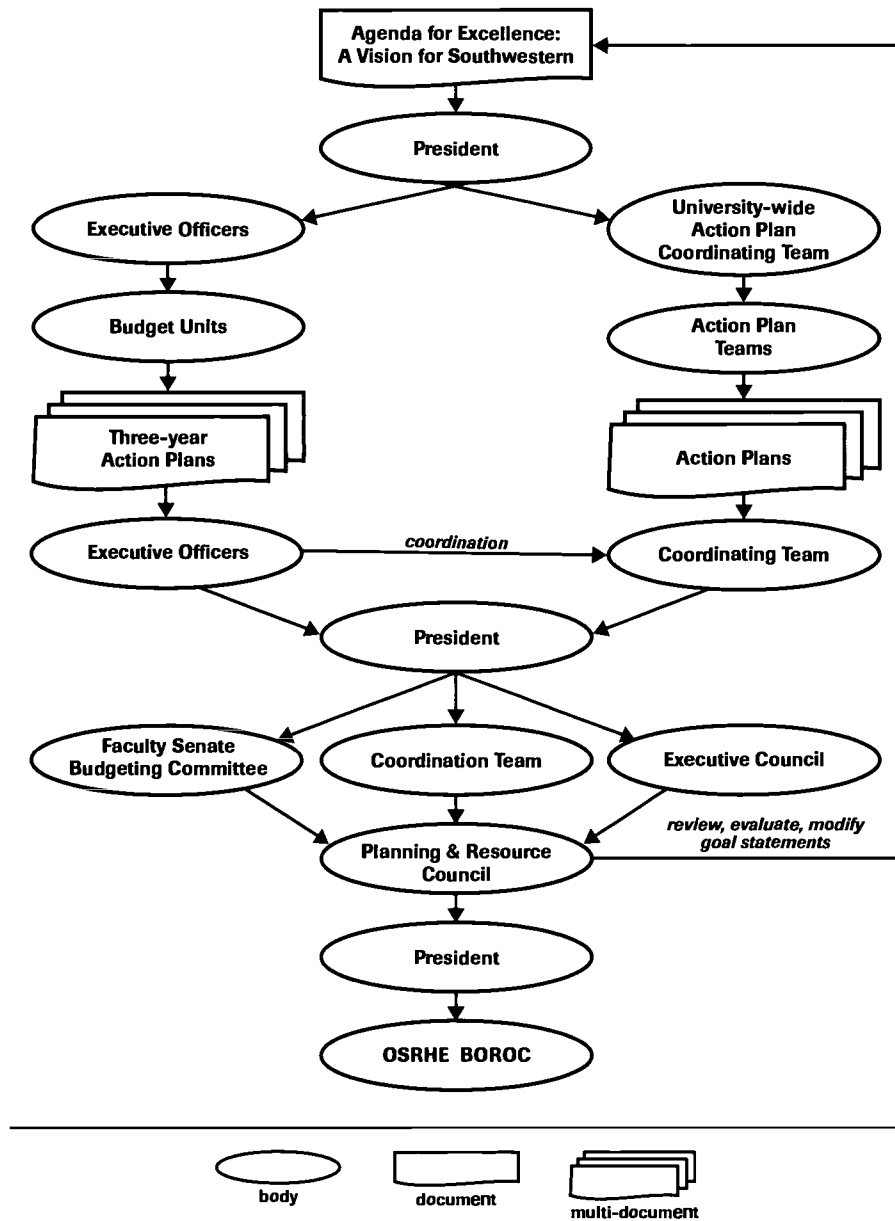 Agenda for Excellence:
A Vision for Southwestern
President
Executive Officers
University-wide
Action Plan
Coordinating Team
Budget Units
Action Plan
Teams
Three-year
Action Plans
Action Plans
Executive Officers
coordination
Coordinating Team
President
Faculty Senate
Budgeting Committee
Coordination Team
Executive Council
review, evaluate, modify
goal statements
Planning & Resource
Council
President
OSRHE BOROC
body
document
multi-document